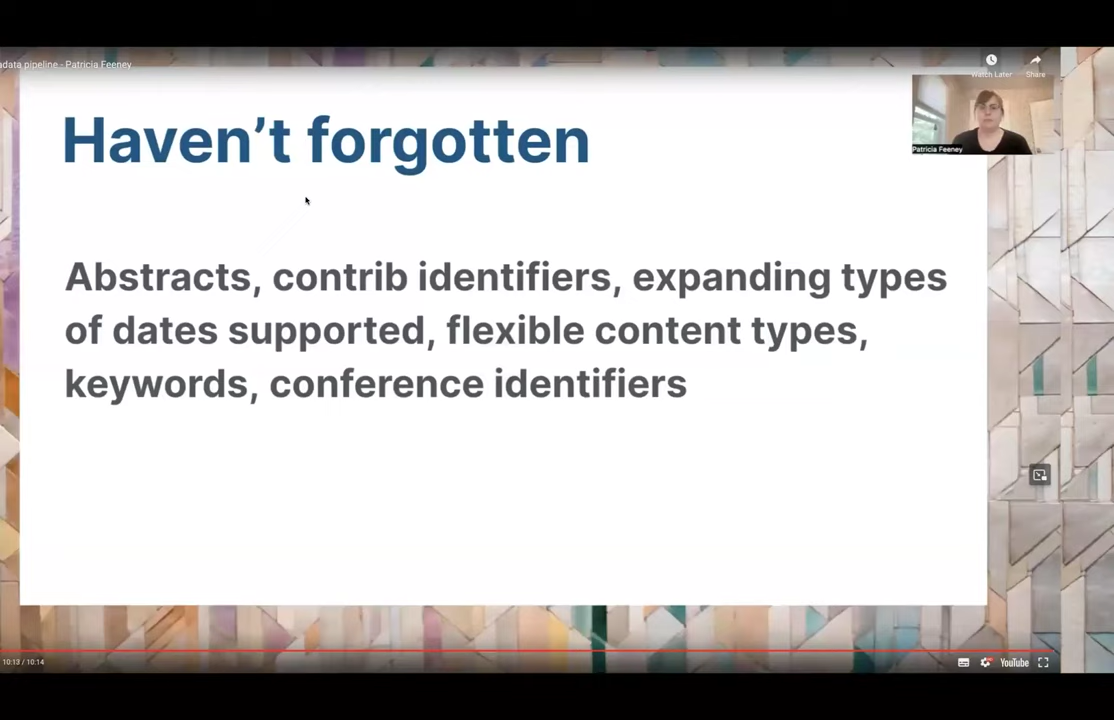 adata pipeline - Patricia Feeney
Watch Later
Share
Haven't forgotten
Patricia Feeney
Abstracts, contrib identifiers, expanding types
of dates supported, flexible content types,
keywords, conference identifiers
10:13 / 10:14
YouTube